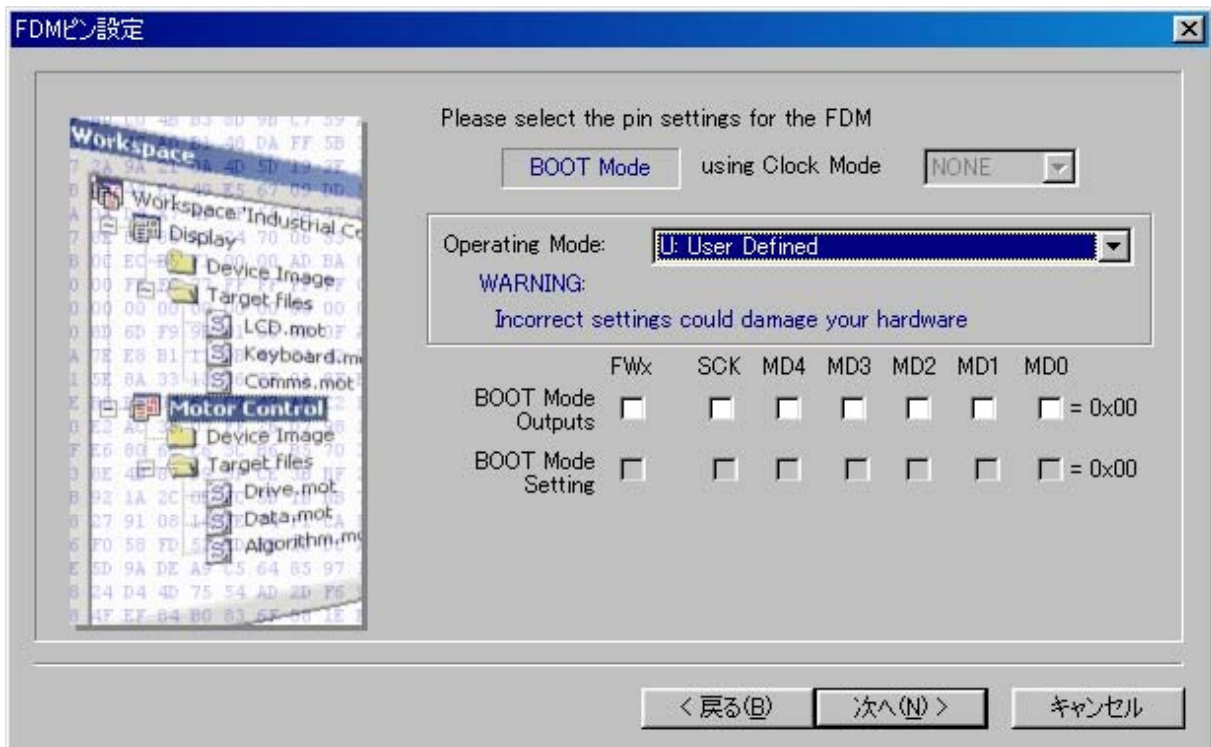 FDMピン設定
Please select the pin settings for the FDM
BOOT Mode using Clock Mode NONE
Operating Mode: U: User Defined
WARNING:
Incorrect settings could damage your hardware
FWx SCK MD4 MD3 MD2 MD1 MD0
BOOT Mode
Outputs = 0x00
BOOT Mode
Setting = 0x00
Workspace
Workspace 'Industrial Co
Display
Device Image
Target files
LCD.mot
Keyboard.m
Comms.mot
Motor Control
Device Image
Target files
Drive.mot
Data.mot
Algorithm.mo
< 戻る(B)
次へ(N) >
キャンセル